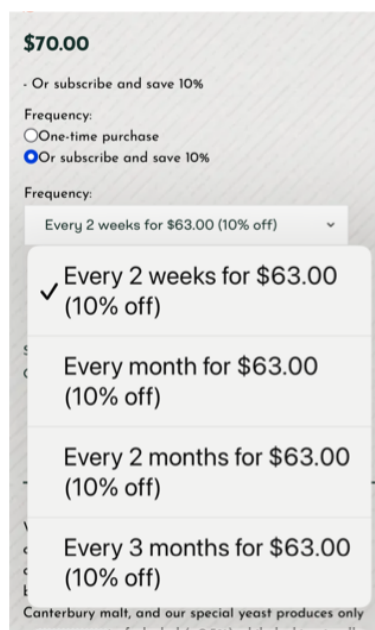 $70.00
- Or subscribe and save 10%
Frequency:
One-time purchase
Or subscribe and save 10%
Frequency:
Every 2 weeks for $63.00 (10% off)
Every 2 weeks for $63.00
(10% off)
Every month for $63.00
(10% off)
Every 2 months for $63.00
(10% off)
Every 3 months for $63.00
(10% off)
Canterbury malt, and our special yeast produces only